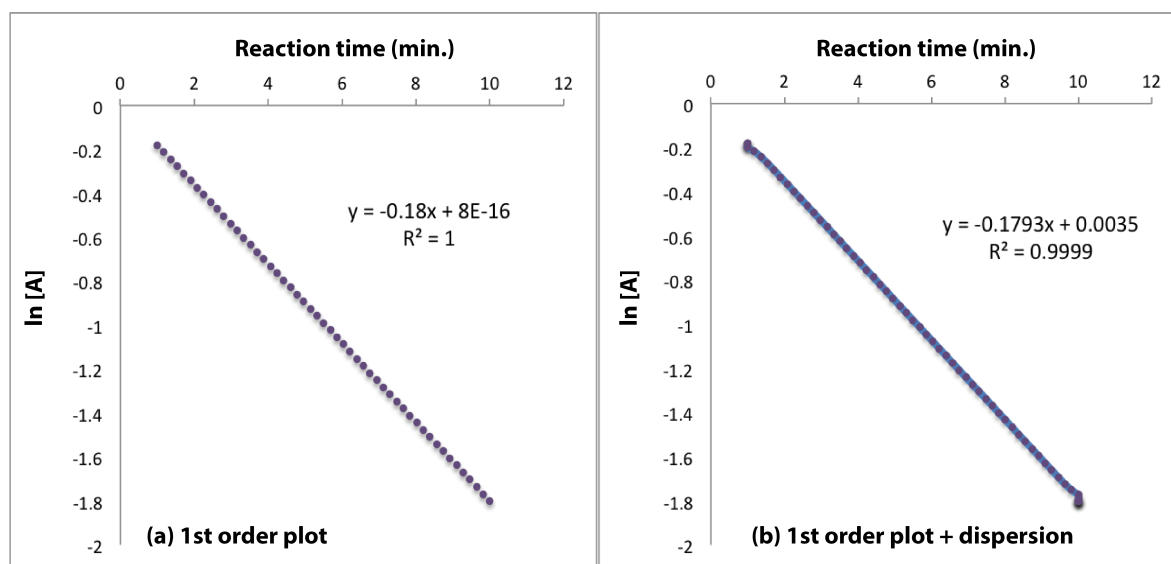 Reaction time (min.)
0 2 4 6 8 10 12
0
-0.2
-0.4
-0.6
-0.8
-1
-1.2
-1.4
-1.6
-1.8
-2
ln [A]
y = -0.18x + 8E-16
R² = 1
(a) 1st order plot
Reaction time (min.)
0 2 4 6 8 10 12
0
-0.2
-0.4
-0.6
-0.8
-1
-1.2
-1.4
-1.6
-1.8
-2
ln [A]
y = -0.1793x + 0.0035
R² = 0.9999
(b) 1st order plot + dispersion